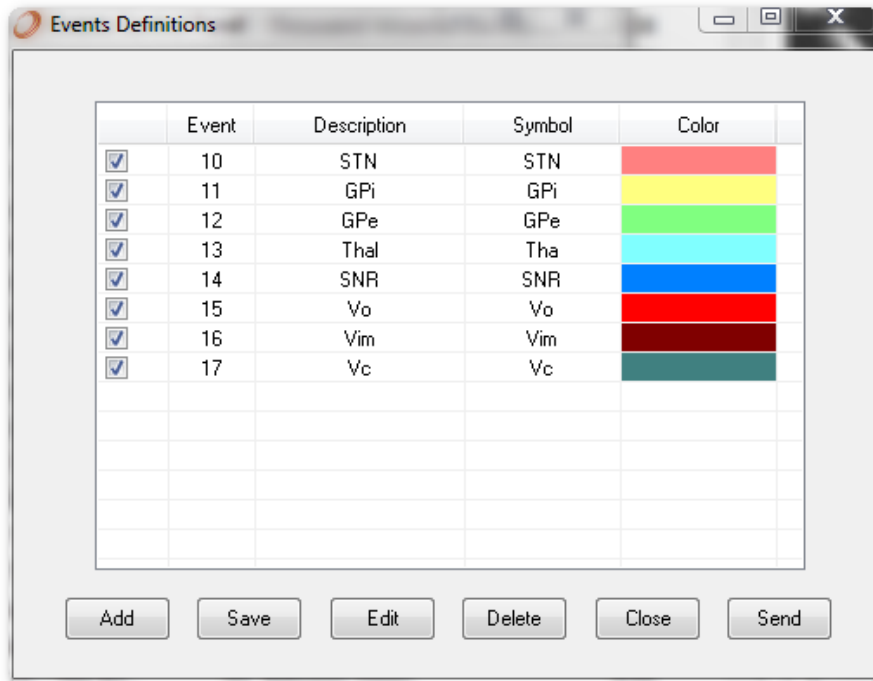 Events Definitions
Event Description Symbol Color
10 STN STN
11 GPi GPi
12 GPe GPe
13 Thal Tha
14 SNR SNR
15 Vo Vo
16 Vim Vim
17 Vc Vc
Add Save Edit Delete Close Send